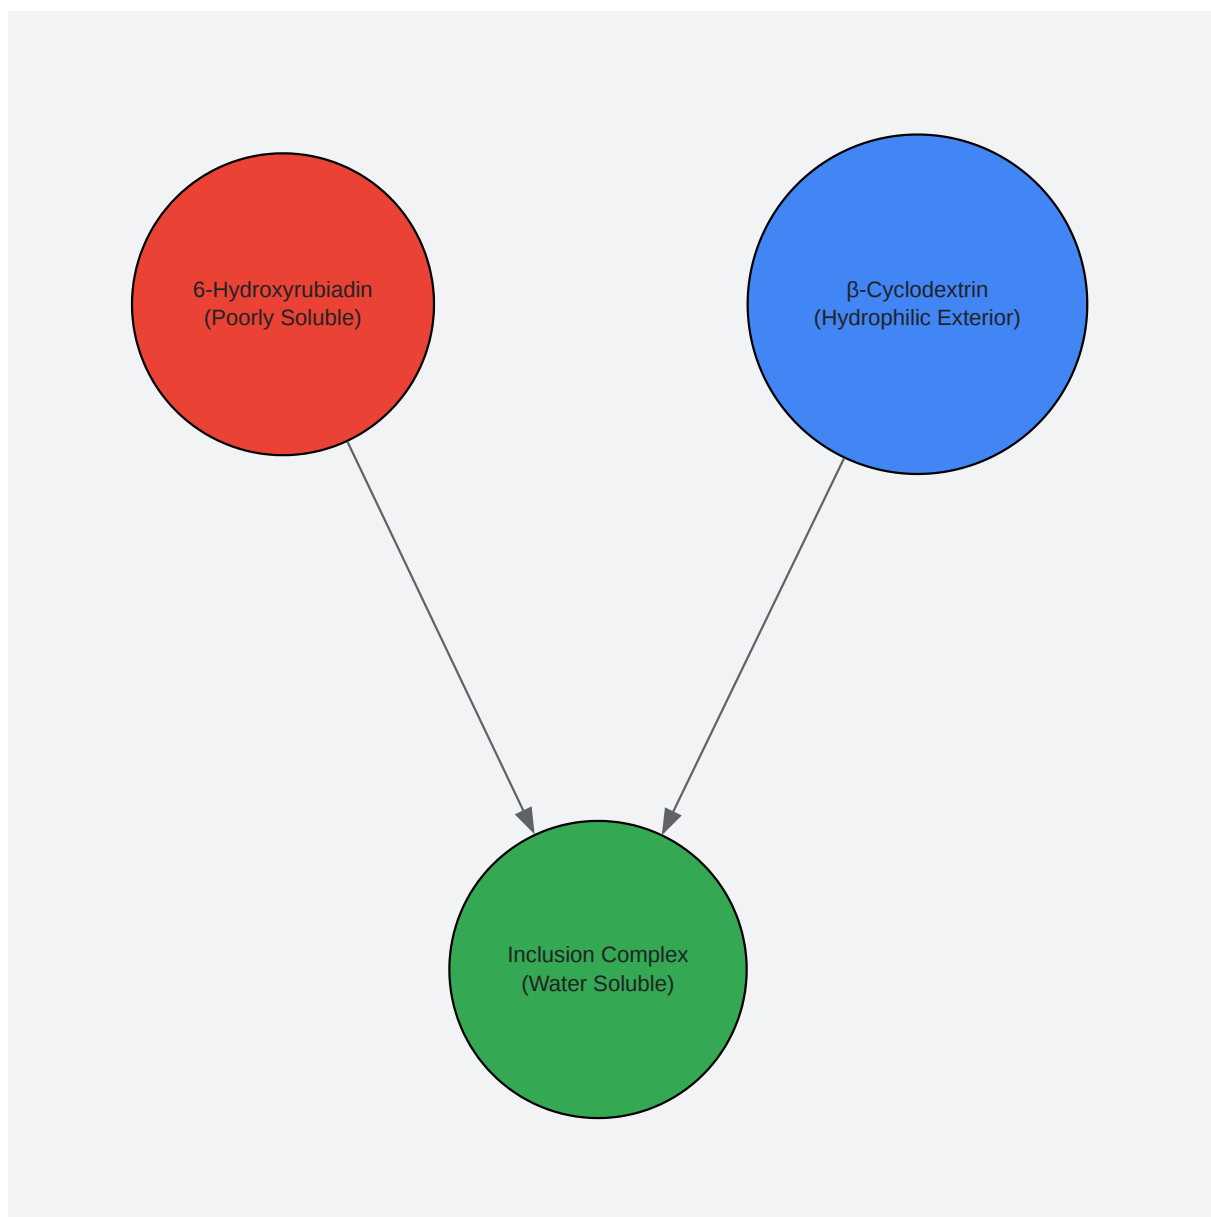 6-Hydroxyrubiadin
(Poorly Soluble)
β-Cyclodextrin
(Hydrophilic Exterior)
Inclusion Complex
(Water Soluble)